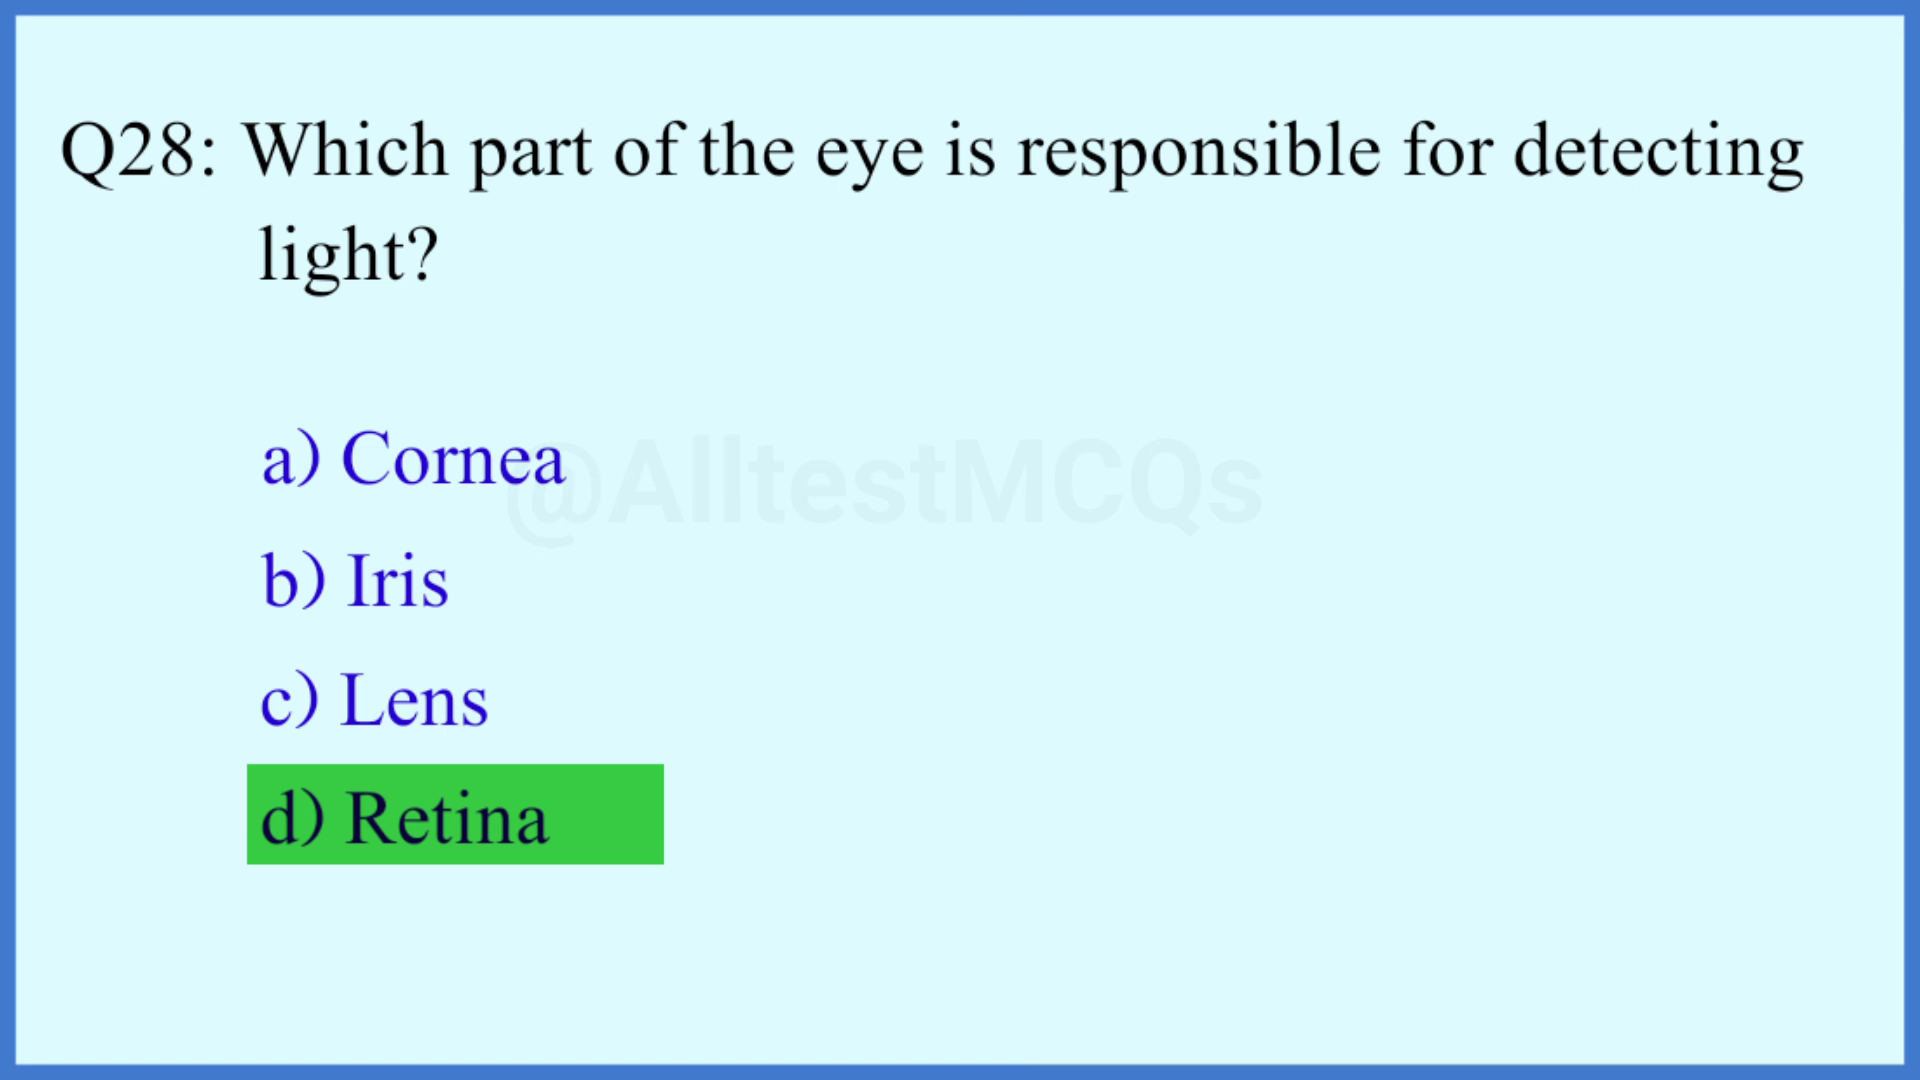 Q28: Which part of the eye is responsible for detecting
light?
a) Cornea
@AlltestMCQs
b) Iris
c) Lens
d) Retina